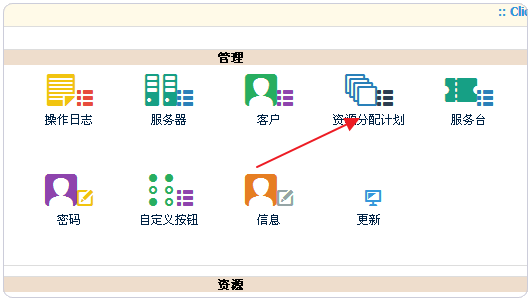 :: Clic
管理
操作日志 服务器 客户 资源分配计划 服务台
密码 自定义按钮 信息 更新
资源